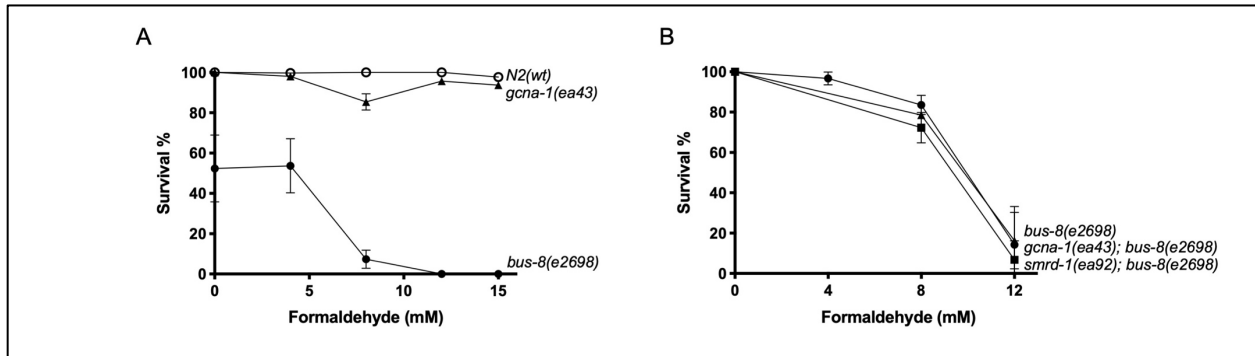 A
100
80
60
40
20
0
Survival %
0
5
10
15
Formaldehyde (mM)
N2(wt)
gcna-1(ea43)
bus-8(e2698)
B
100
80
60
40
20
0
Survival %
0
4
8
12
Formaldehyde (mM)
bus-8(e2698)
gcna-1(ea43); bus-8(e2698)
smrd-1(ea92); bus-8(e2698)